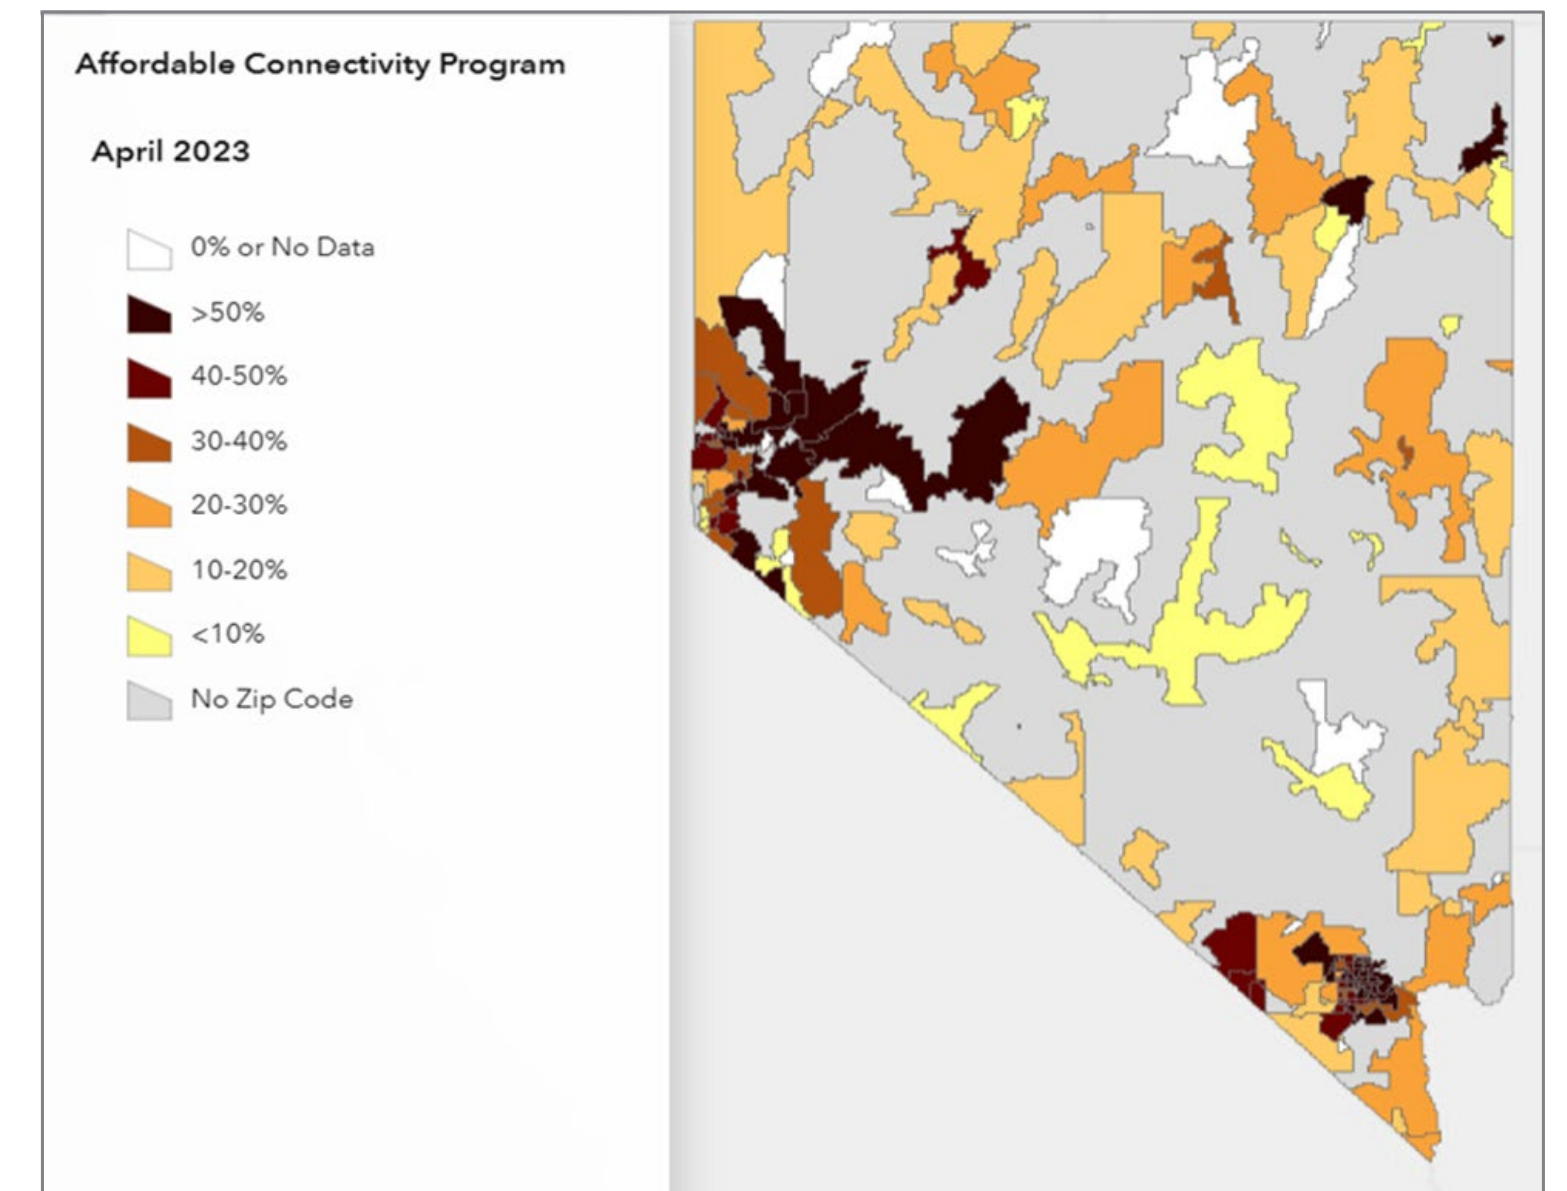 Affordable Connectivity Program
April 2023
0% or No Data
>50%
40-50%
30-40%
20-30%
10-20%
<10%
No Zip Code